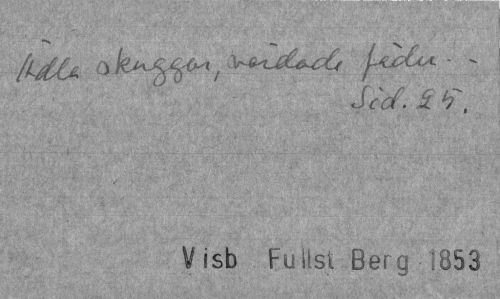 Ädla skuggor, vördade fäder - -
Sid. 25.
Visb Fullst Berg 1853